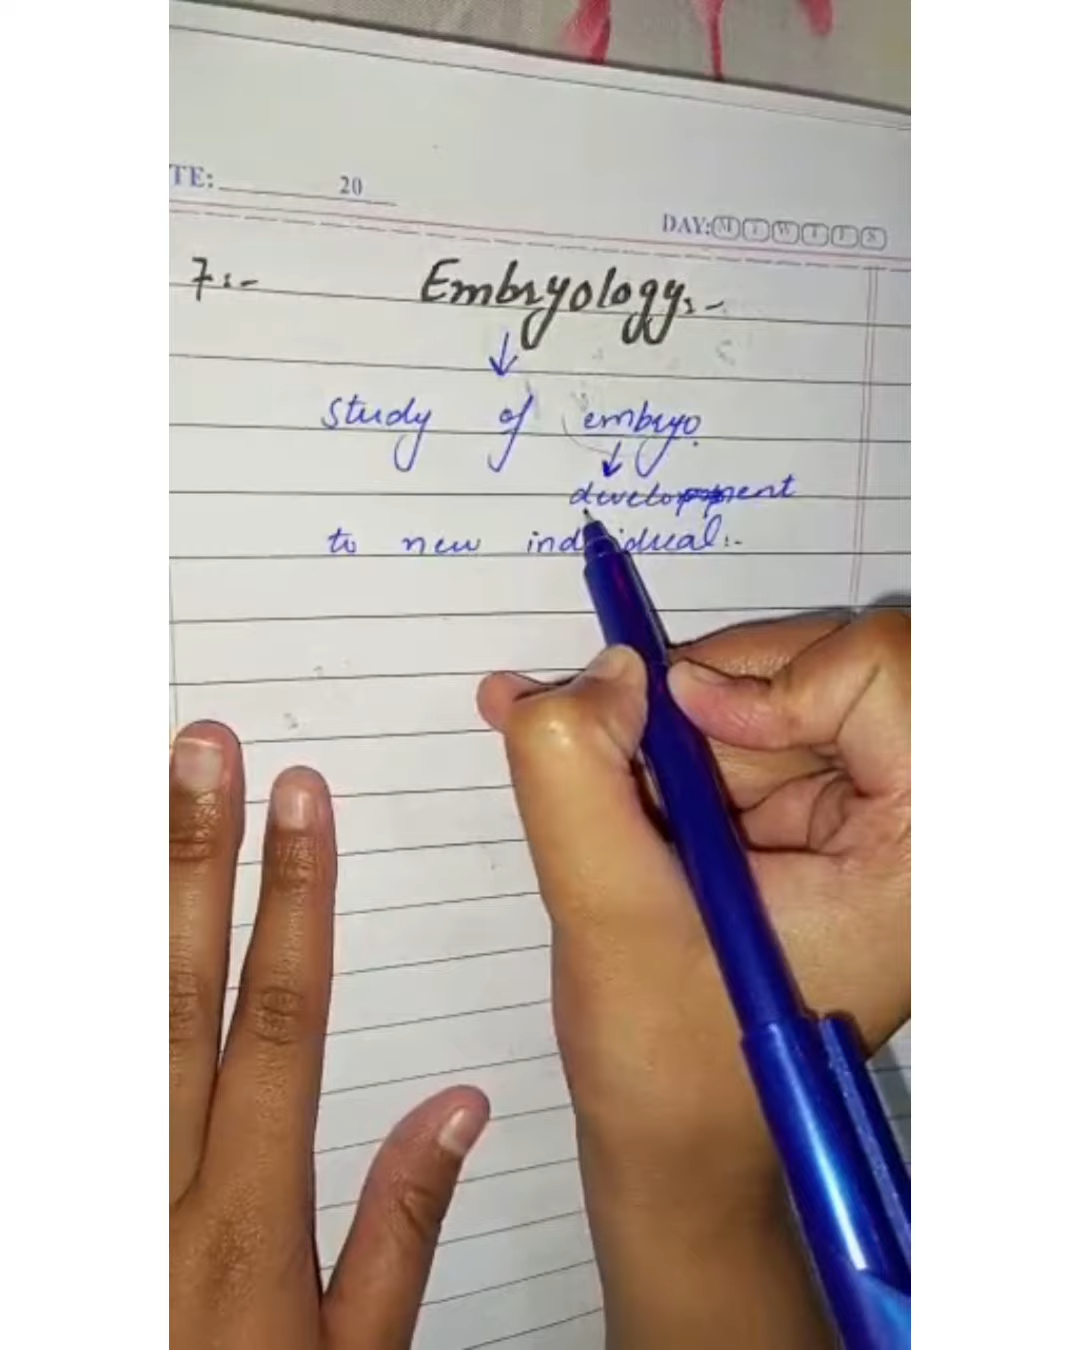 TE: 20
DAY: M T W T F S
7:- Embryology:-
↓
study of embryo.
↓
development
to new individual:-